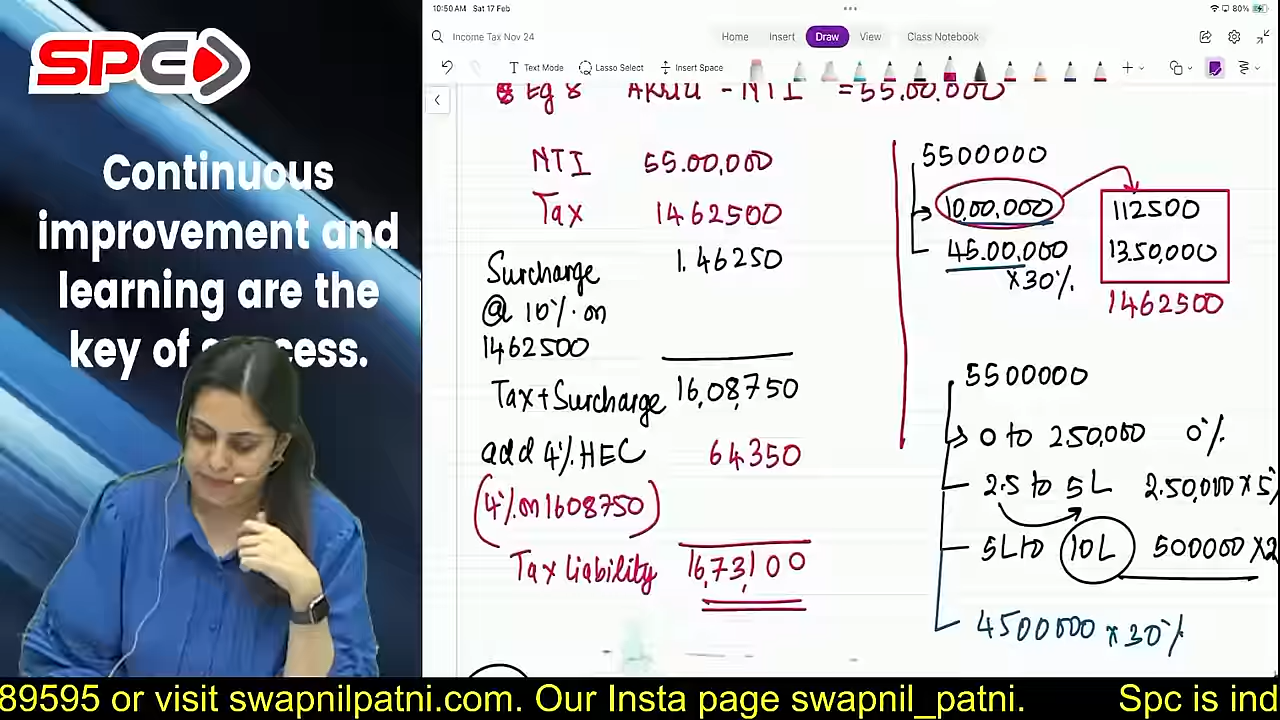 SPC
Continuous
improvement and
learning are the
key of success.
10:50 AM Sat 17 Feb
80%
Income Tax Nov 24
Home Insert Draw View Class Notebook
Text Mode Lasso Select Insert Space
Eg 8 - NTI = 55,00,000
NTI 55,00,000
Tax 1462500
Surcharge 1,46250
@ 10% on
1462500
Tax + Surcharge 16,08,750
add 4% HEC 64350
(4% on 1608750)
Tax Liability 16,73,100
5500000
10,00,000 112500
45,00,000 13,50,000
x30%
1462500
5500000
0 to 250,000 0%
2.5 to 5L 2,50,000 x 5%
5L to 10L 500000 x 2
4500000 x 30%
89595 or visit swapnilpatni.com. Our Insta page swapnil_patni. Spc is ind